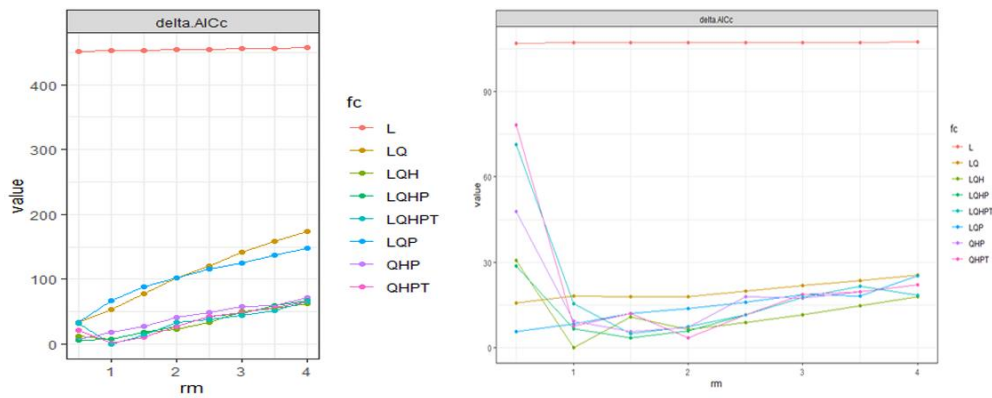 delta.AICc
value
400
300
200
100
0
1
2
3
4
rm
fc
L
LQ
LQH
LQHP
LQHPT
LQP
QHP
QHPT
delta.AICc
value
90
60
30
0
1
2
3
4
rm
fc
L
LQ
LQH
LQHP
LQHPT
LQP
QHP
QHPT